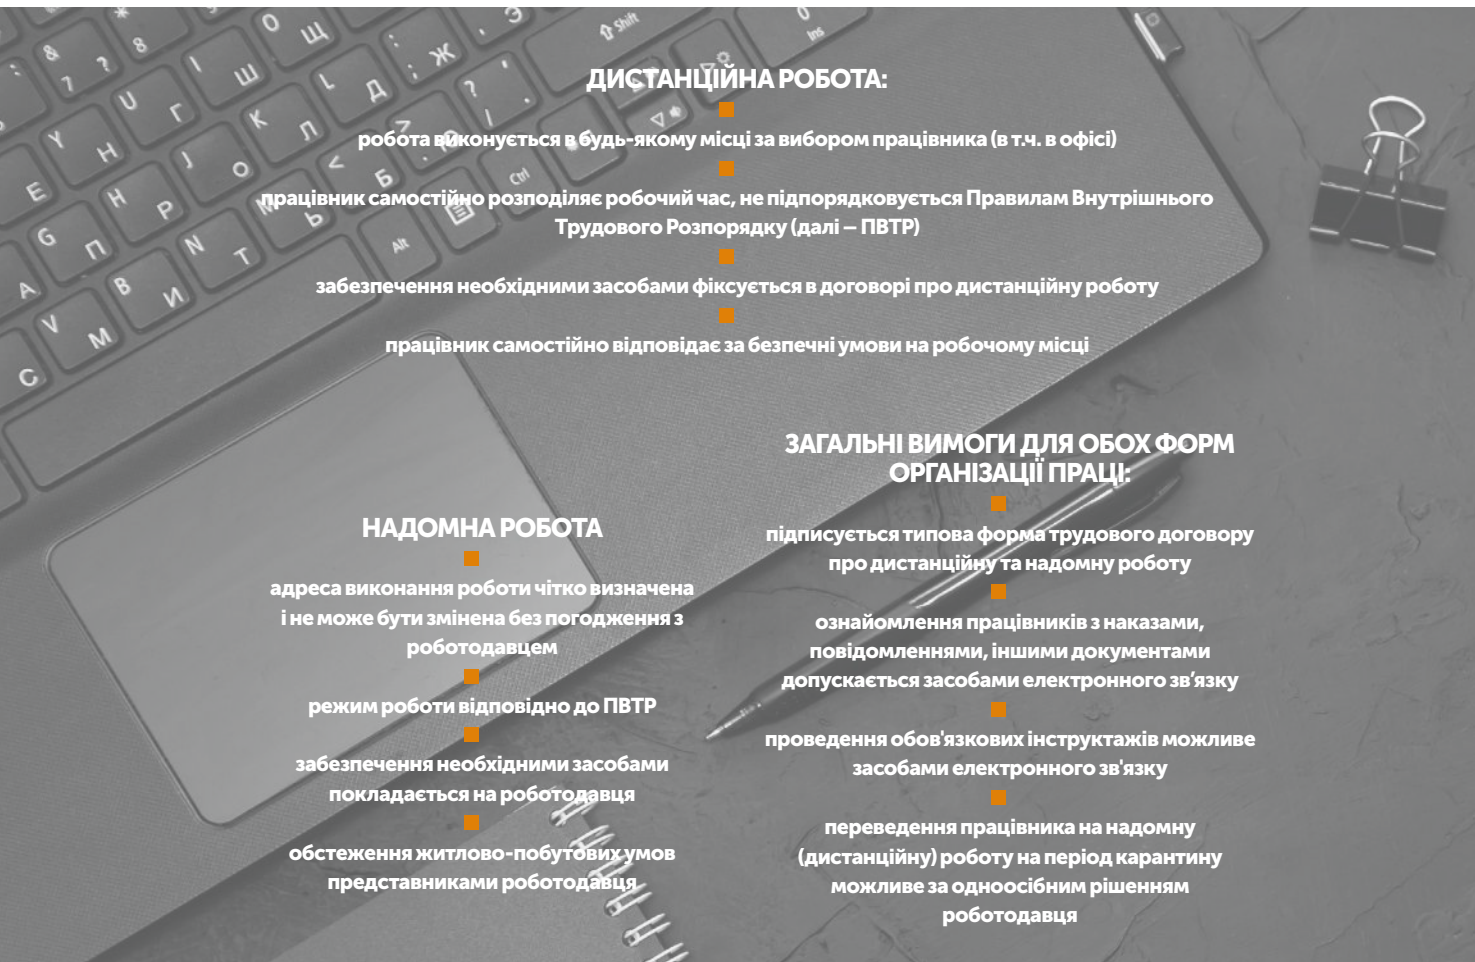 ДИСТАНЦІЙНА РОБОТА:
робота виконується в будь-якому місці за вибором працівника (в т.ч. в офісі)
працівник самостійно розподіляє робочий час, не підпорядковується Правилам Внутрішнього
Трудового Розпорядку (далі – ПВТР)
забезпечення необхідними засобами фіксується в договорі про дистанційну роботу
працівник самостійно відповідає за безпечні умови на робочому місці
НАДОМНА РОБОТА
адреса виконання роботи чітко визначена
і не може бути змінена без погодження з
роботодавцем
режим роботи відповідно до ПВТР
забезпечення необхідними засобами
покладається на роботодавця
обстеження житлово-побутових умов
представниками роботодавця
ЗАГАЛЬНІ ВИМОГИ ДЛЯ ОБОХ ФОРМ
ОРГАНІЗАЦІЇ ПРАЦІ:
підписується типова форма трудового договору
про дистанційну та надомну роботу
ознайомлення працівників з наказами,
повідомленнями, іншими документами
допускається засобами електронного зв’язку
проведення обов'язкових інструктажів можливе
засобами електронного зв'язку
переведення працівника на надомну
(дистанційну) роботу на період карантину
можливе за одноосібним рішенням
роботодавця